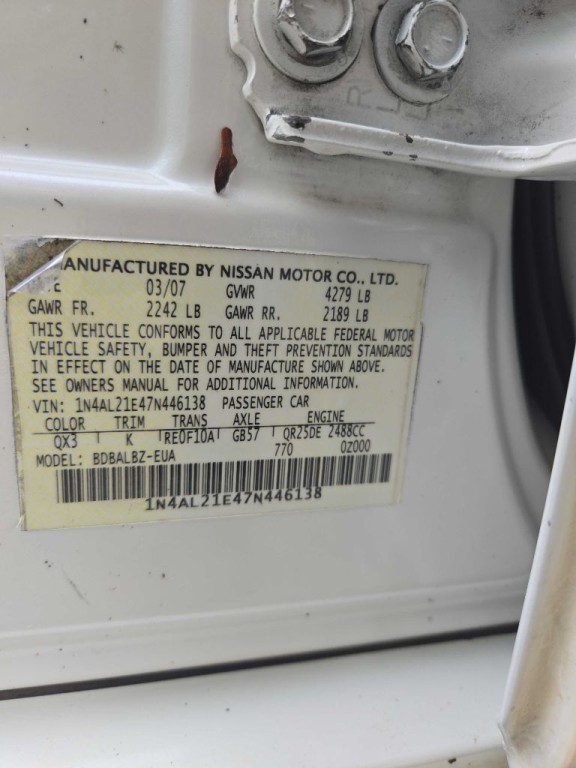 ANUFACTURED BY NISSAN MOTOR CO., LTD.
E 03/07 GVWR 4279 LB
GAWR FR. 2242 LB GAWR RR. 2189 LB
THIS VEHICLE CONFORMS TO ALL APPLICABLE FEDERAL MOTOR
VEHICLE SAFETY, BUMPER AND THEFT PREVENTION STANDARDS
IN EFFECT ON THE DATE OF MANUFACTURE SHOWN ABOVE.
SEE OWNERS MANUAL FOR ADDITIONAL INFORMATION.
VIN: 1N4AL21E47N446138 PASSENGER CAR
COLOR TRIM TRANS AXLE ENGINE
QX3 K RE0F10A GB57 QR25DE 2488CC
MODEL: BDBALBZ-EUA 770 0Z000
1N4AL21E47N446138